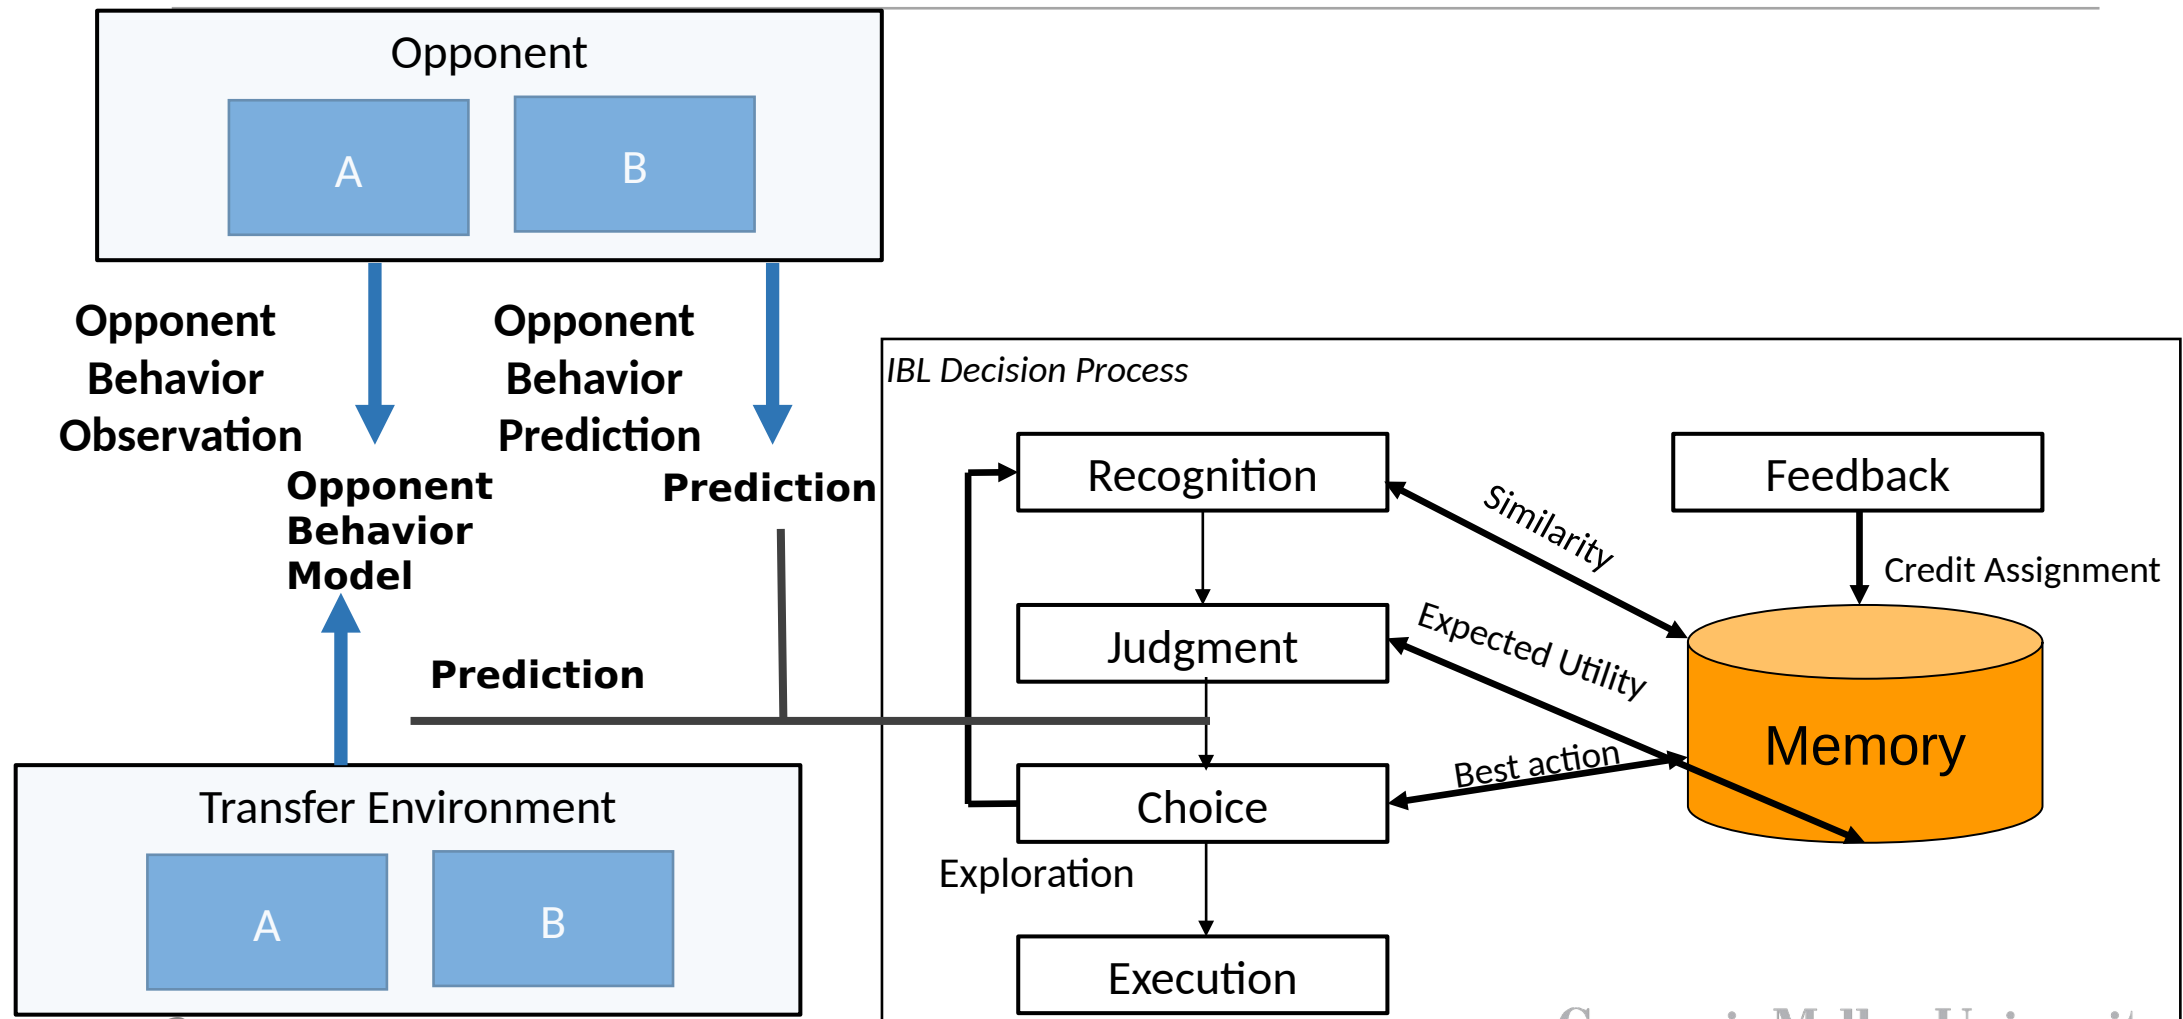 Opponent
A
B
Opponent
Behavior
Observation
Opponent
Behavior
Prediction
Opponent
Behavior
Model
Prediction
Prediction
Transfer Environment
A
B
IBL Decision Process
Recognition
Feedback
Similarity
Credit Assignment
Judgment
Expected Utility
Memory
Best action
Choice
Exploration
Execution